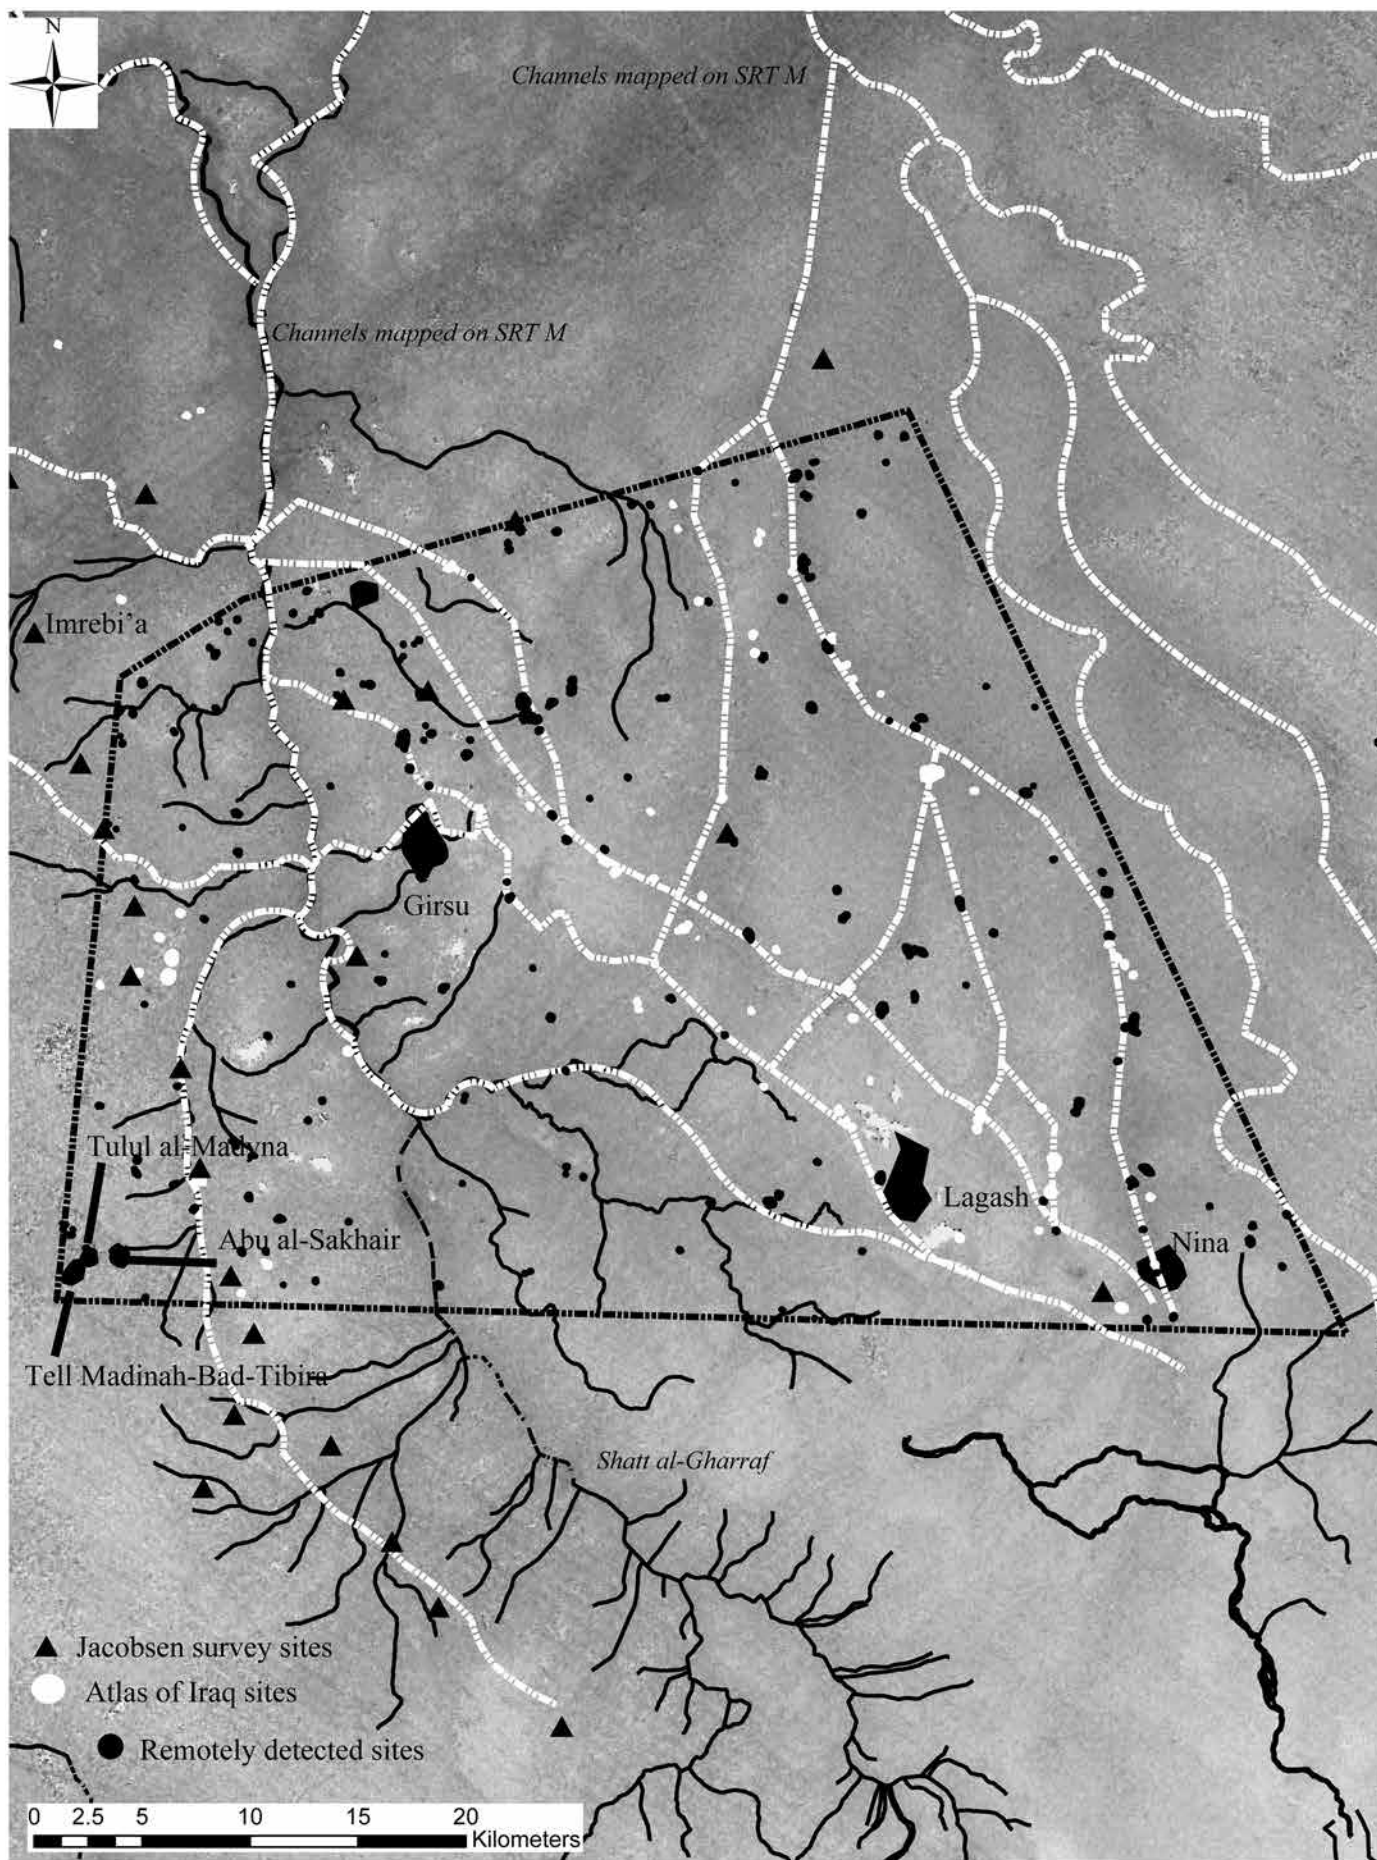 N
Channels mapped on SRT M
Channels mapped on SRT M
Imrebi'a
Girsu
Tulul al-Madyna
Lagash
Abu al-Sakhair
Nina
Tell Madinah-Bad-Tibira
Shatt al-Gharraf
Jacobsen survey sites
Atlas of Iraq sites
Remotely detected sites
0 2.5 5 10 15 20
Kilometers